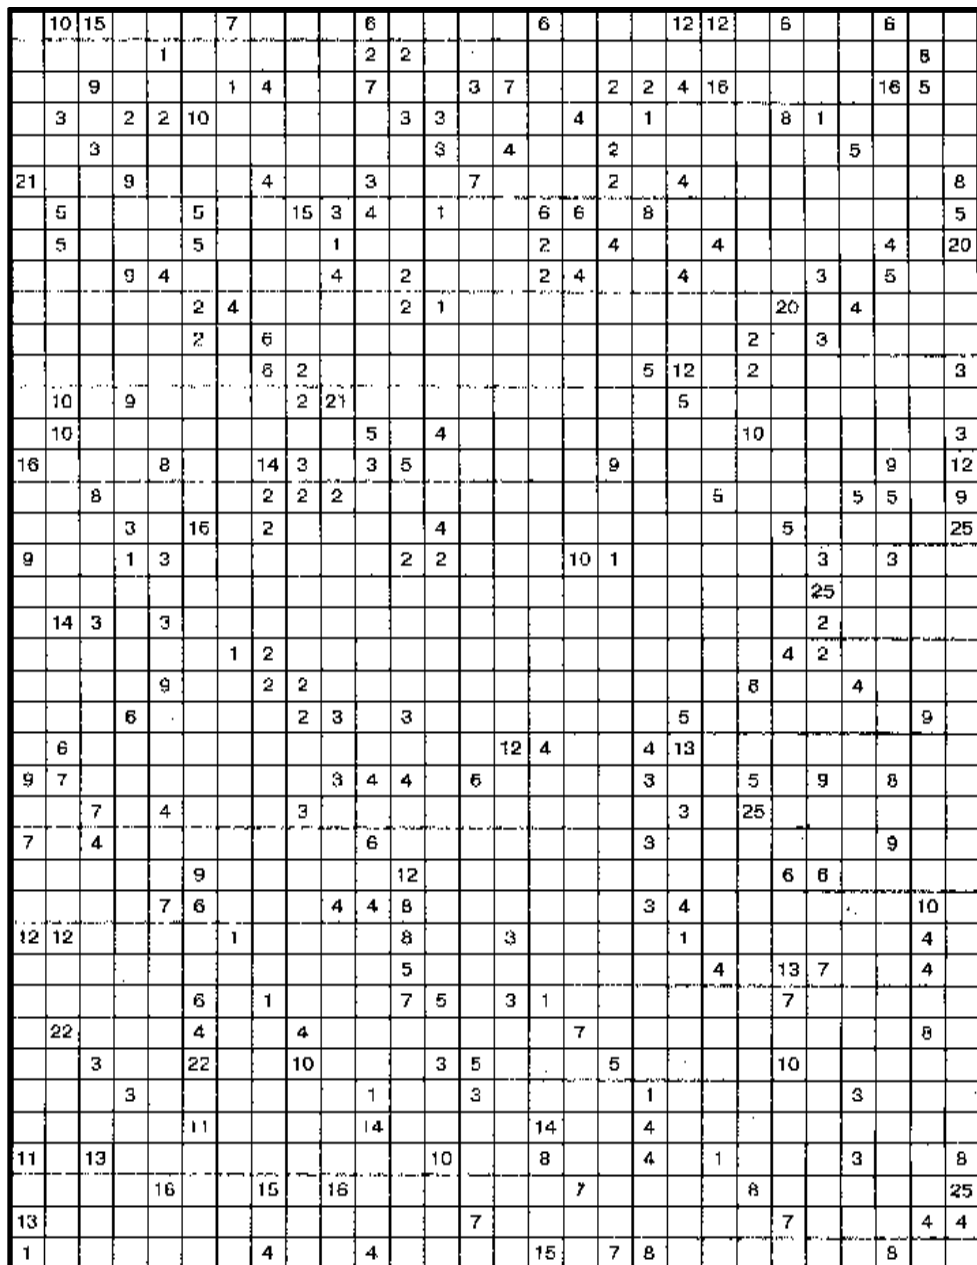 10 15 7 6 6 12 12 6 6
1 2 2 8
9 1 4 7 3 7 2 2 4 16 16 5
3 2 2 10 3 3 4 1 8 1
3 3 4 2 5
21 9 4 3 7 2 4 8
5 5 15 3 4 1 6 6 8 5
5 5 1 2 4 4 4 20
9 4 4 2 2 4 4 3 5
2 4 2 1 20 4
2 6 2 3
6 2 5 12 2 3
10 9 2 21 5
10 5 4 10 3
16 8 14 3 3 5 9 9 12
8 2 2 2 5 5 5 9
3 16 2 4 5 25
9 1 3 2 2 10 1 3 3
25
14 3 3 2
1 2 4 2
9 2 2 6 4
6 2 3 3 5 9
6 12 4 4 13
9 7 3 4 4 6 3 5 9 8
7 4 3 3 25
7 4 6 3 9
9 12 6 6
7 6 4 4 8 3 4 10
12 12 1 8 3 1 4
5 4 13 7 4
6 1 7 5 3 1 7
22 4 4 7 8
3 22 10 3 5 5 10
3 1 3 1 3
11 14 14 4
11 13 10 8 4 1 3 8
16 15 16 7 8 25
13 7 7 4 4
1 4 4 15 7 8 8